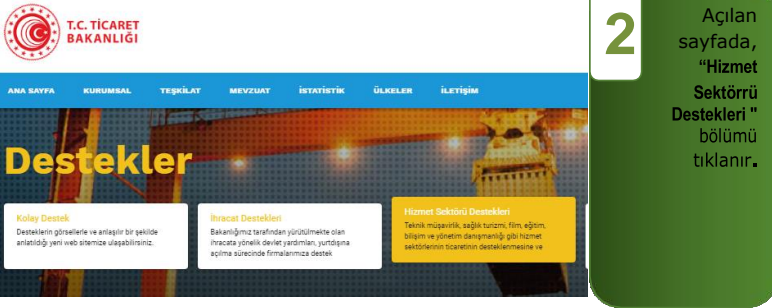 T.C. TİCARET
BAKANLIĞI
ANA SAYFA KURUMSAL TEŞKİLAT MEVZUAT İSTATİSTİK ÜLKELER İLETİŞİM
Destekler
Kolay Destek
Desteklerin görsellerle ve anlaşılır bir şekilde
anlatıldığı yeni web sitemize ulaşabilirsiniz.
İhracat Destekleri
Bakanlığımız tarafından yürütülmekte olan
ihracata yönelik devlet yardımları, yurtdışına
açılma sürecinde firmalarımıza destek
Hizmet Sektörü Destekleri
Teknik müşavirlik, sağlık turizmi, film, eğitim,
bilişim ve yönetim danışmanlığı gibi hizmet
sektörlerinin ticaretinin desteklenmesine ve
2
Açılan
sayfada,
“Hizmet
Sektörrü
Destekleri "
bölümü
tıklanır.